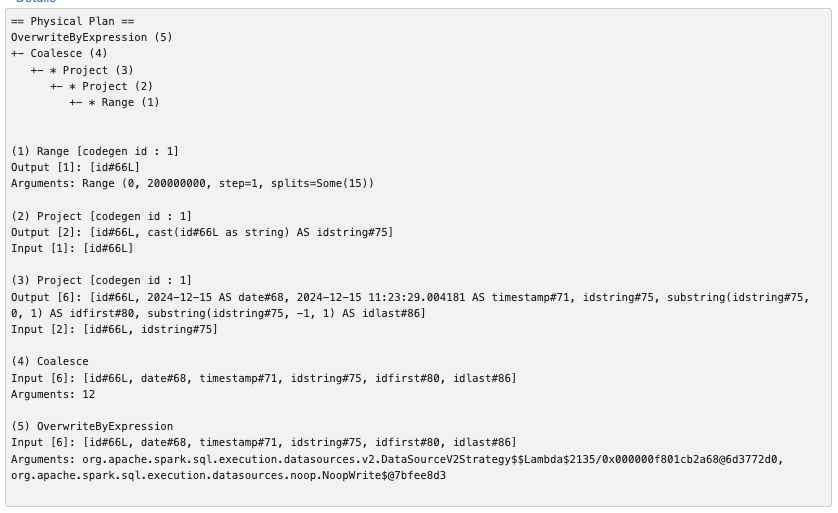 Details
== Physical Plan ==
OverwriteByExpression (5)
+- Coalesce (4)
   +- * Project (3)
      +- * Project (2)
         +- * Range (1)
(1) Range [codegen id : 1]
Output [1]: [id#66L]
Arguments: Range (0, 200000000, step=1, splits=Some(15))
(2) Project [codegen id : 1]
Output [2]: [id#66L, cast(id#66L as string) AS idstring#75]
Input [1]: [id#66L]
(3) Project [codegen id : 1]
Output [6]: [id#66L, 2024-12-15 AS date#68, 2024-12-15 11:23:29.004181 AS timestamp#71, idstring#75, substring(idstring#75,
0, 1) AS idfirst#80, substring(idstring#75, -1, 1) AS idlast#86]
Input [2]: [id#66L, idstring#75]
(4) Coalesce
Input [6]: [id#66L, date#68, timestamp#71, idstring#75, idfirst#80, idlast#86]
Arguments: 12
(5) OverwriteByExpression
Input [6]: [id#66L, date#68, timestamp#71, idstring#75, idfirst#80, idlast#86]
Arguments: org.apache.spark.sql.execution.datasources.v2.DataSourceV2Strategy$$Lambda$2135/0x000000f801cb2a68@6d3772d0,
org.apache.spark.sql.execution.datasources.noop.NoopWrite$@7bfee8d3